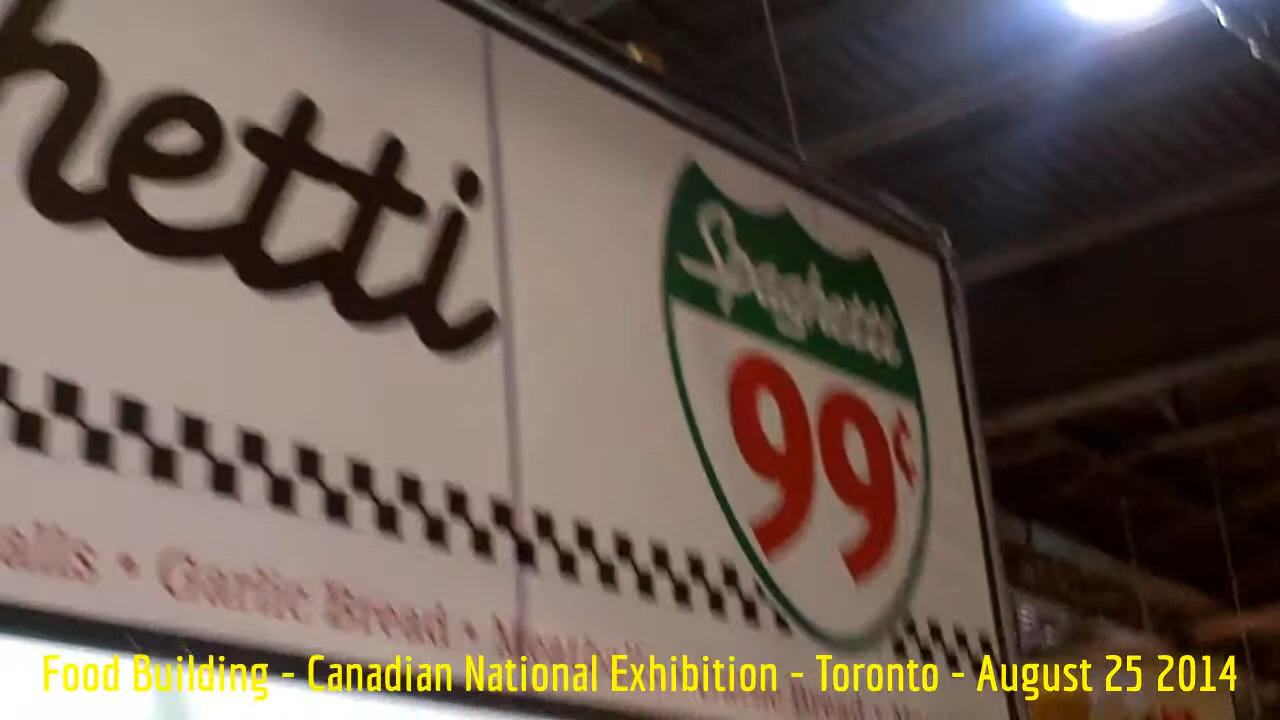 hetti
Spaghetti
99¢
alls • Garlic Bread •
Food Building - Canadian National Exhibition - Toronto - August 25 2014